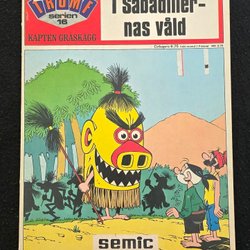 TRUMF
serien
16
KAPTEN GRÅSKÄGG
I Sabadiller-
nas våld
semic